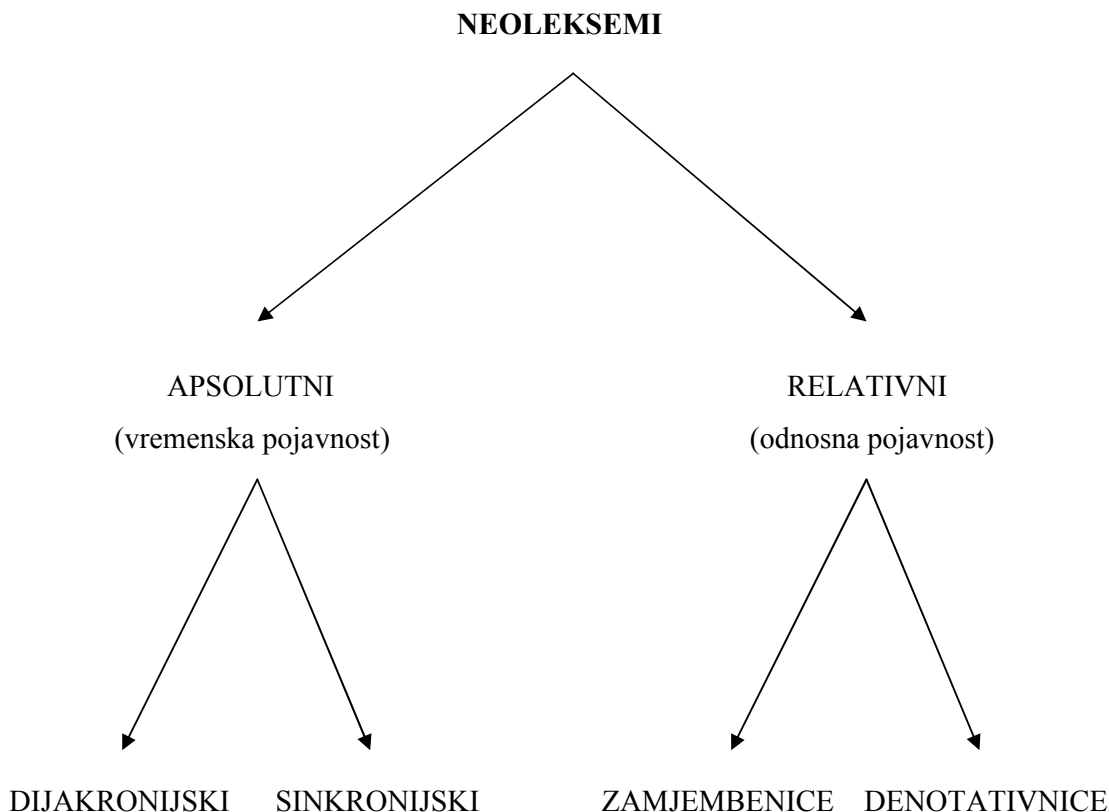 NEOLEKSEMI
APSOLUTNI
(vremenska pojavnost)
RELATIVNI
(odnosna pojavnost)
DIJAKRONIJSKI
SINKRONIJSKI
ZAMJEMBENICE
DENOTATIVNICE